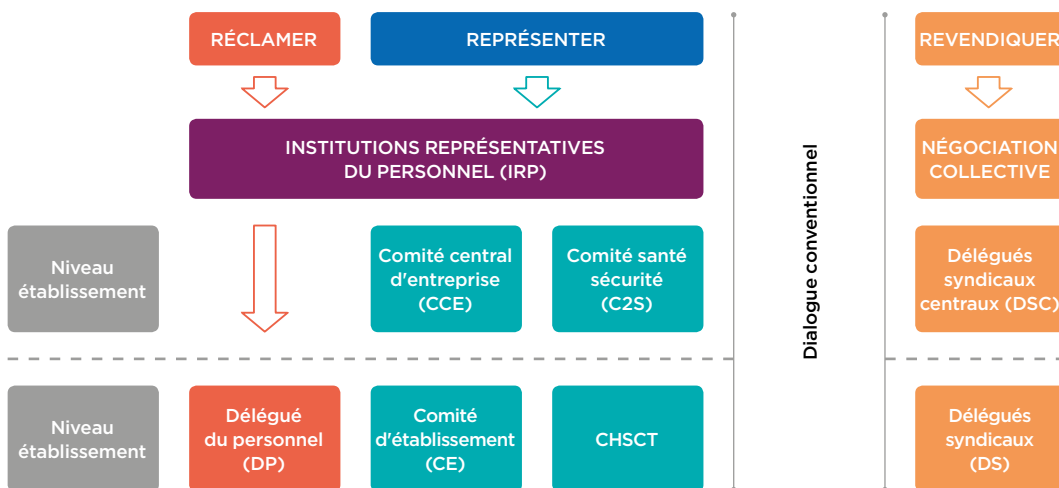 RÉCLAMER
REPRÉSENTER
REVENDIQUER
INSTITUTIONS REPRÉSENTATIVES
DU PERSONNEL (IRP)
Dialogue conventionnel
NÉGOCIATION
COLLECTIVE
Niveau
établissement
Comité central
d'entreprise
(CCE)
Comité santé
sécurité
(C2S)
Délégués
syndicaux
centraux (DSC)
Niveau
établissement
Délégué
du personnel
(DP)
Comité
d'établissement
(CE)
CHSCT
Délégués
syndicaux
(DS)